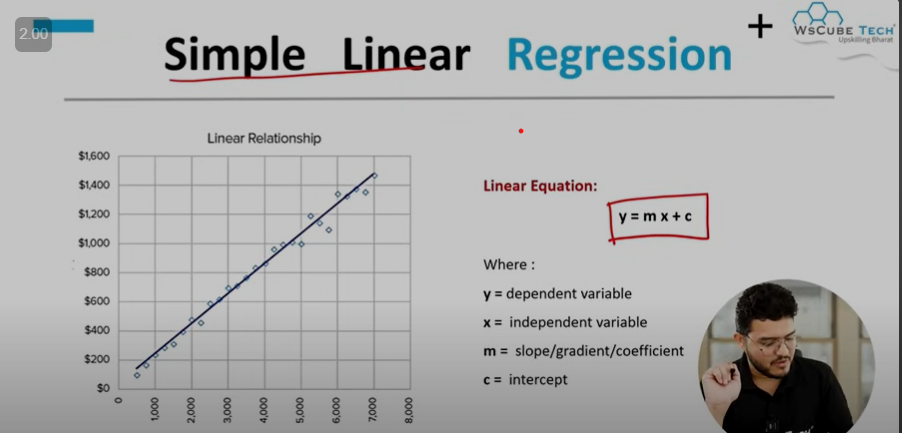 2.00
WsCube Tech
Upskilling Bharat
Simple Linear Regression
Linear Relationship
$1,600
$1,400
$1,200
$1,000
$800
$600
$400
$200
$0
0
1,000
2,000
3,000
4,000
5,000
6,000
7,000
8,000
Linear Equation:
y = m x + c
Where :
y = dependent variable
x = independent variable
m = slope/gradient/coefficient
c = intercept